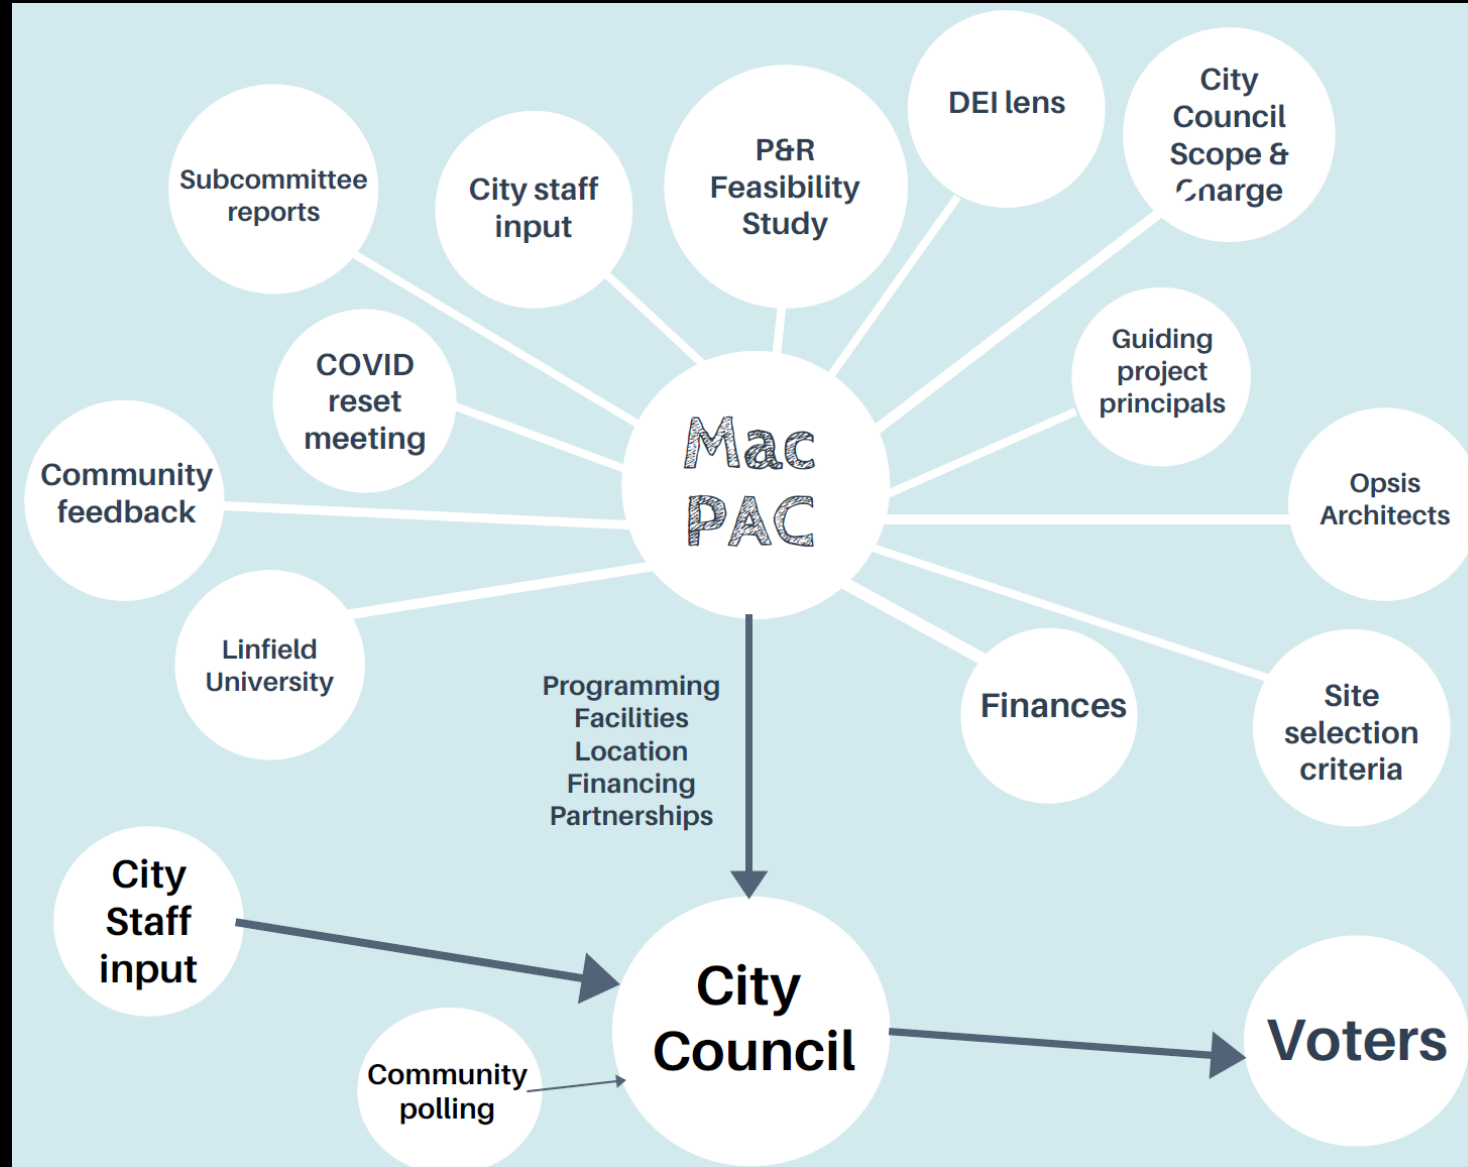 Subcommittee
reports
City staff
input
P&R
Feasibility
Study
DEI lens
City
Council
Scope &
Charge
COVID
reset
meeting
Guiding
project
principals
Community
feedback
Mac
PAC
Opsis
Architects
Linfield
University
Programming
Facilities
Location
Financing
Partnerships
Finances
Site
selection
criteria
City
Staff
input
City
Council
Community
polling
Voters